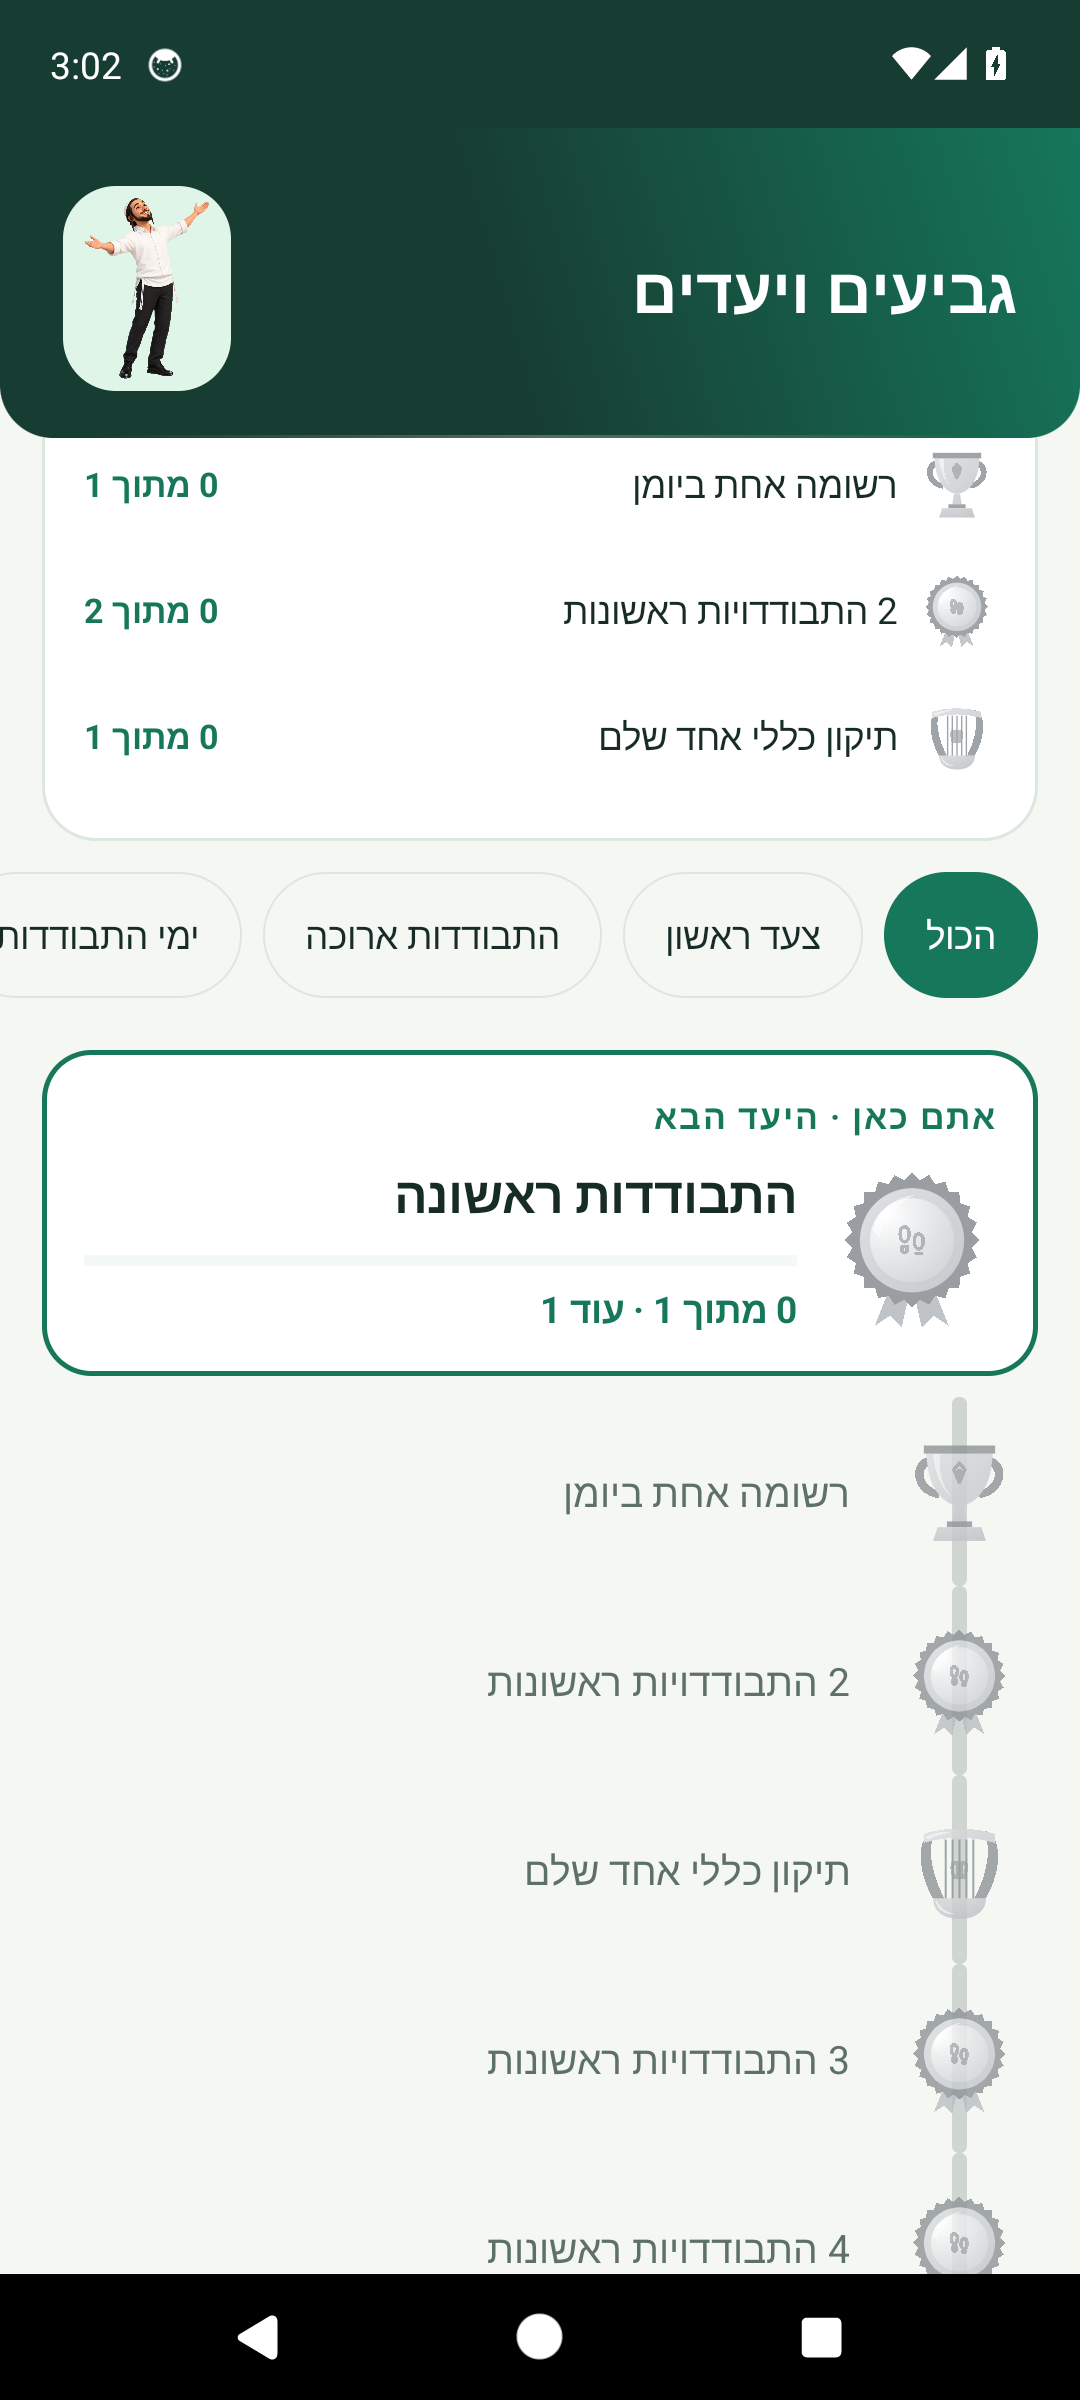 3:02
גביעים ויעדים
רשומה אחת ביומן
0 מתוך 1
2 התבודדויות ראשונות
0 מתוך 2
תיקון כללי אחד שלם
0 מתוך 1
הכול
צעד ראשון
התבודדות ארוכה
ימי התבודדות
אתם כאן · היעד הבא
התבודדות ראשונה
0 מתוך 1 · עוד 1
רשומה אחת ביומן
2 התבודדויות ראשונות
תיקון כללי אחד שלם
3 התבודדויות ראשונות
4 התבודדויות ראשונות